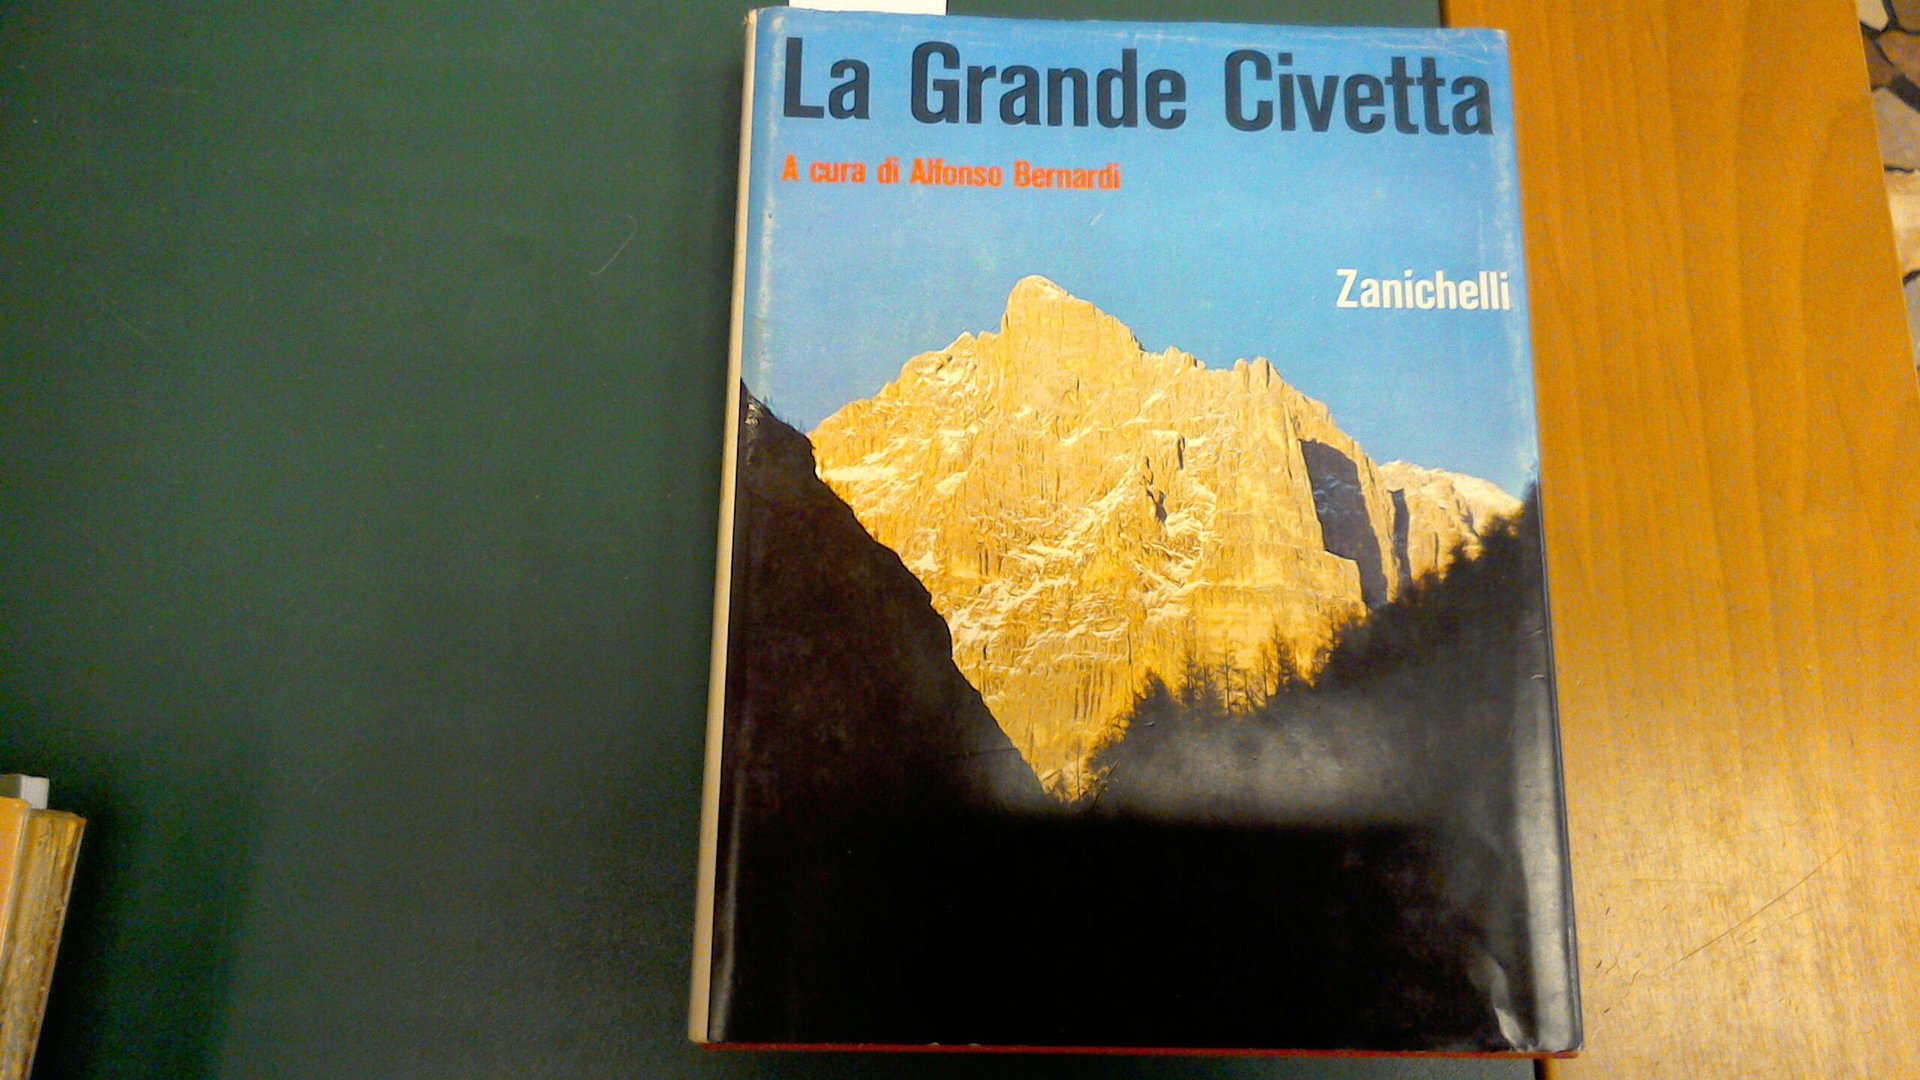 La Grande Civetta
A cura di Alfonso Bernardi
Zanichelli